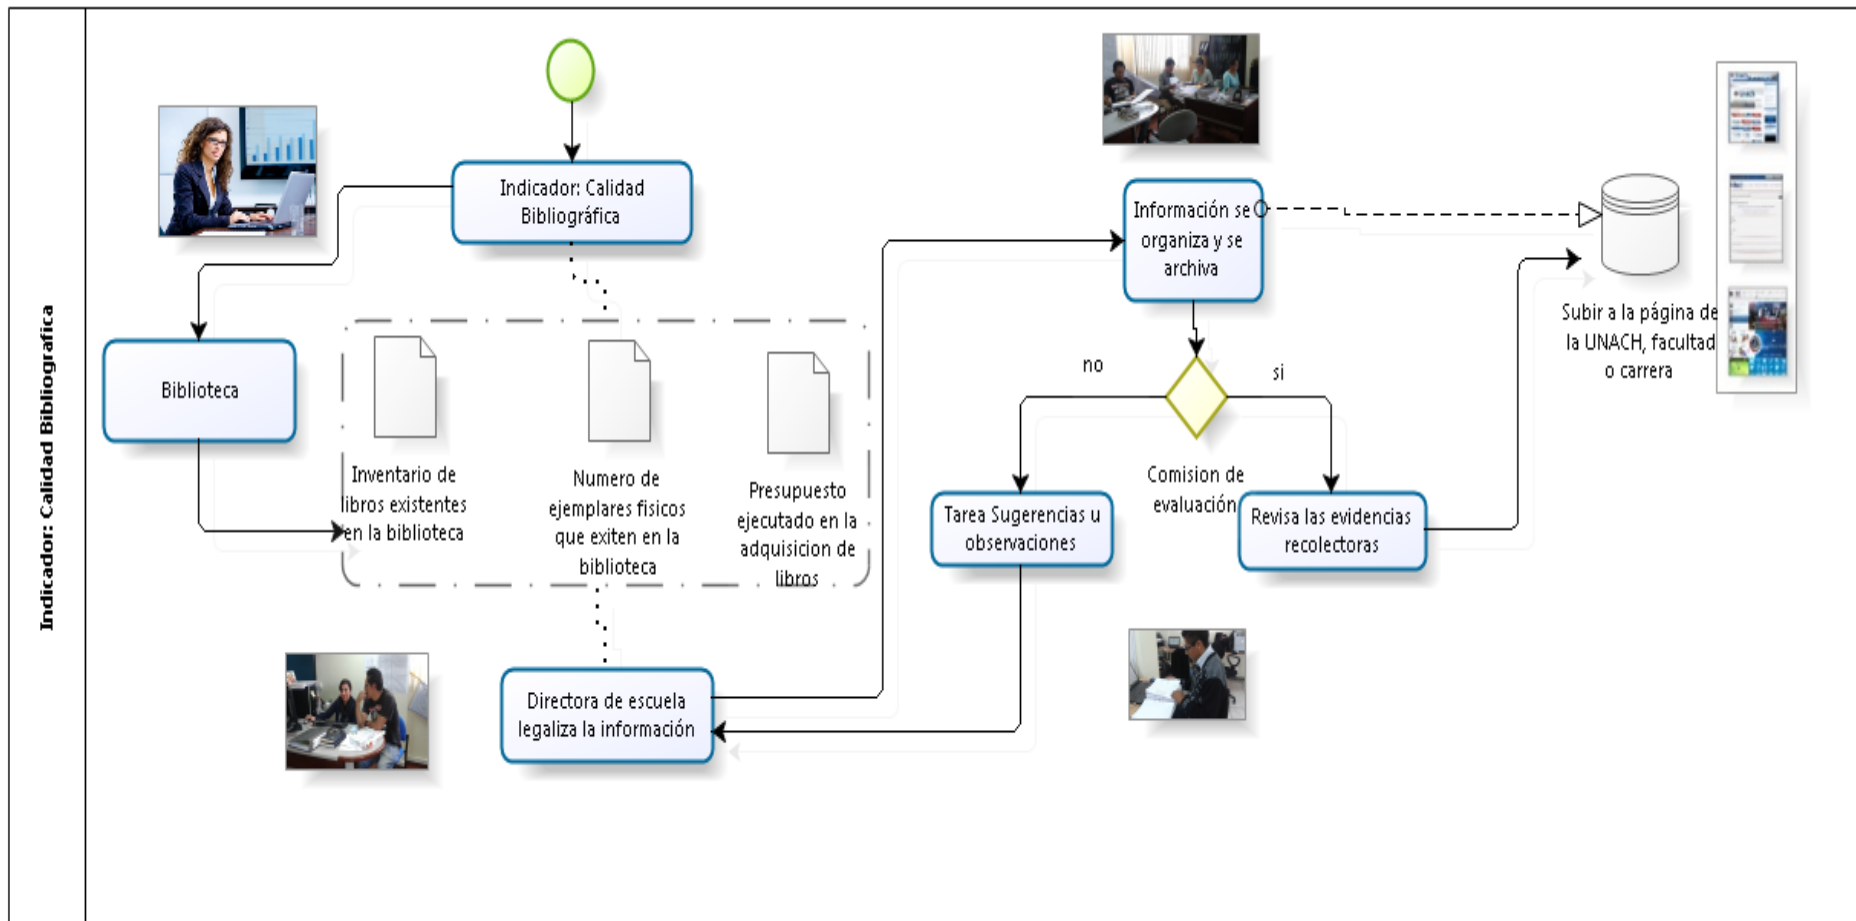 Indicador: Calidad Bibliografica
Indicador: Calidad
Bibliográfica
Biblioteca
Inventario de
libros existentes
en la biblioteca
Numero de
ejemplares fisicos
que exiten en la
biblioteca
Presupuesto
ejecutado en la
adquisicion de
libros
Directora de escuela
legaliza la información
Información se
organiza y se
archiva
no
si
Comision de
evaluación
Tarea Sugerencias u
observaciones
Revisa las evidencias
recolectoras
Subir a la página de
la UNACH, facultad
o carrera